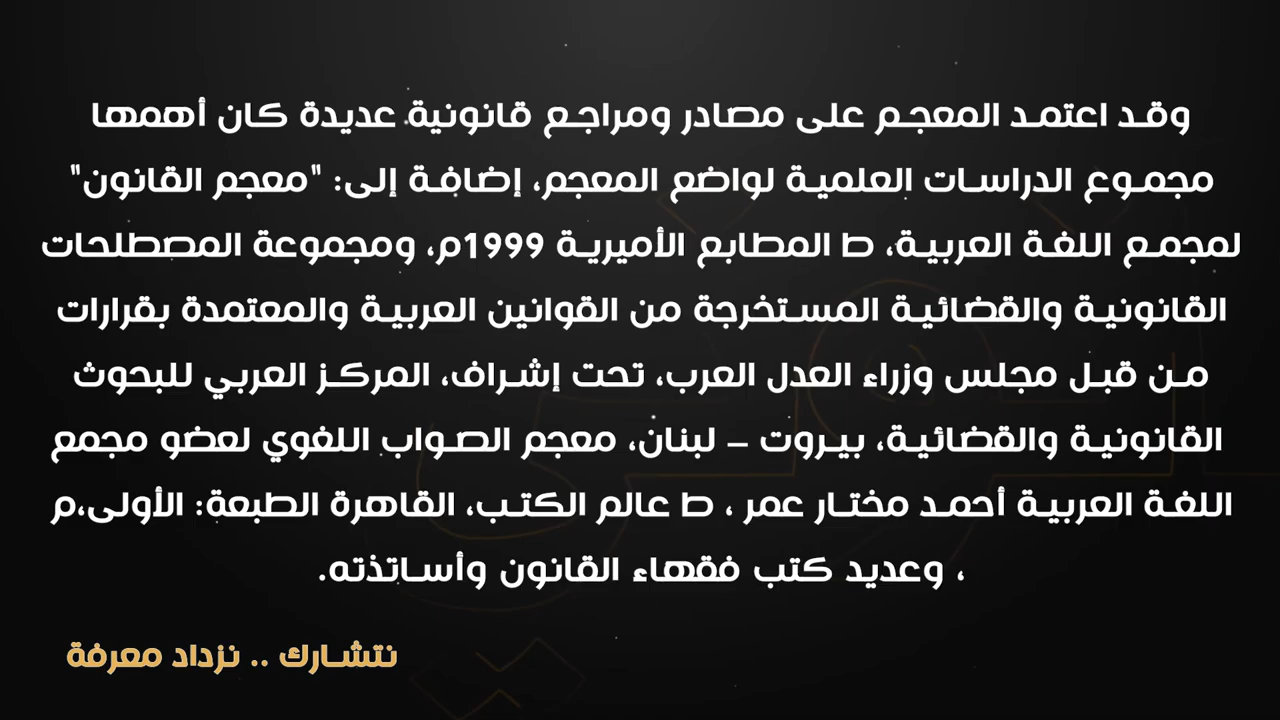 وقد اعتمد المعجم على مصادر ومراجع قانونية عديدة كان أهمها
مجموع الدراسات العلمية لواضع المعجم، إضافة إلى: "معجم القانون"
لمجمع اللغة العربية، ط المطابع الأميرية 1999م، ومجموعة المصطلحات
القانونية والقضائية المستخرجة من القوانين العربية والمعتمدة بقرارات
من قبل مجلس وزراء العدل العرب، تحت إشراف، المركز العربي للبحوث
القانونية والقضائية، بيروت – لبنان، معجم الصواب اللغوي لعضو مجمع
اللغة العربية أحمد مختار عمر ، ط عالم الكتب، القاهرة الطبعة: الأولى،م
، وعديد كتب فقهاء القانون وأساتذته.
نتشارك .. نزداد معرفة